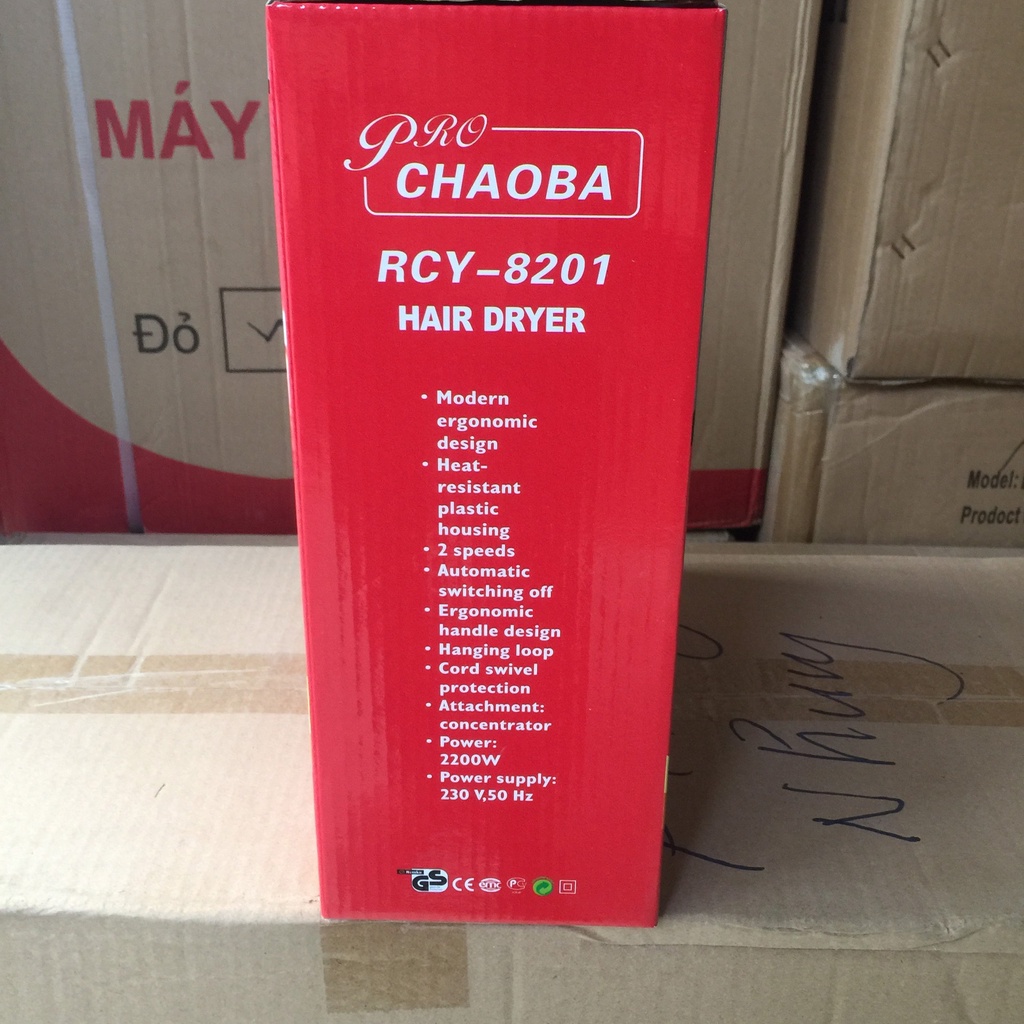 MÁY
Đỏ
PRO
CHAOBA
RCY-8201
HAIR DRYER
• Modern
ergonomic
design
• Heat-
resistant
plastic
housing
• 2 speeds
• Automatic
switching off
• Ergonomic
handle design
• Hanging loop
• Cord swivel
protection
• Attachment:
concentrator
• Power:
2200W
• Power supply:
230 V,50 Hz
GS
CE
emc
PC
Model:
Product